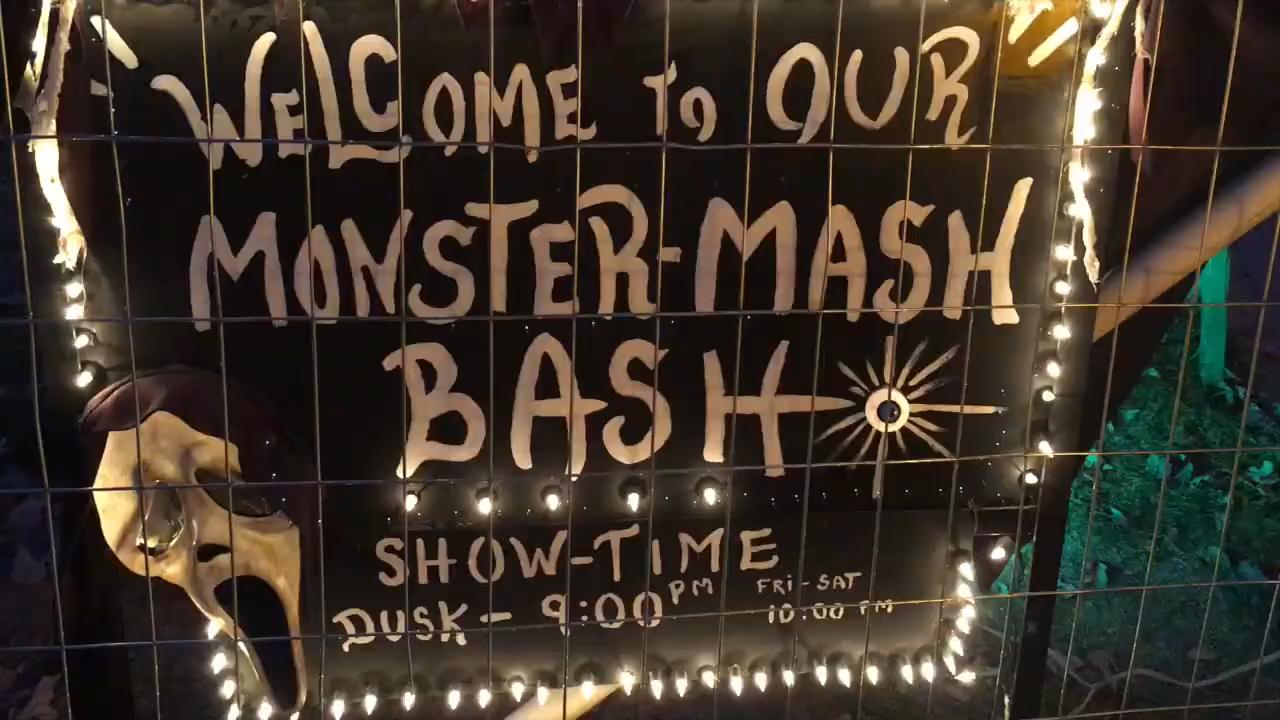 WELCOME TO OUR
MONSTER-MASH
BASH
SHOW-TIME
DUSK - 9:00 PM FRI-SAT
10:00 PM